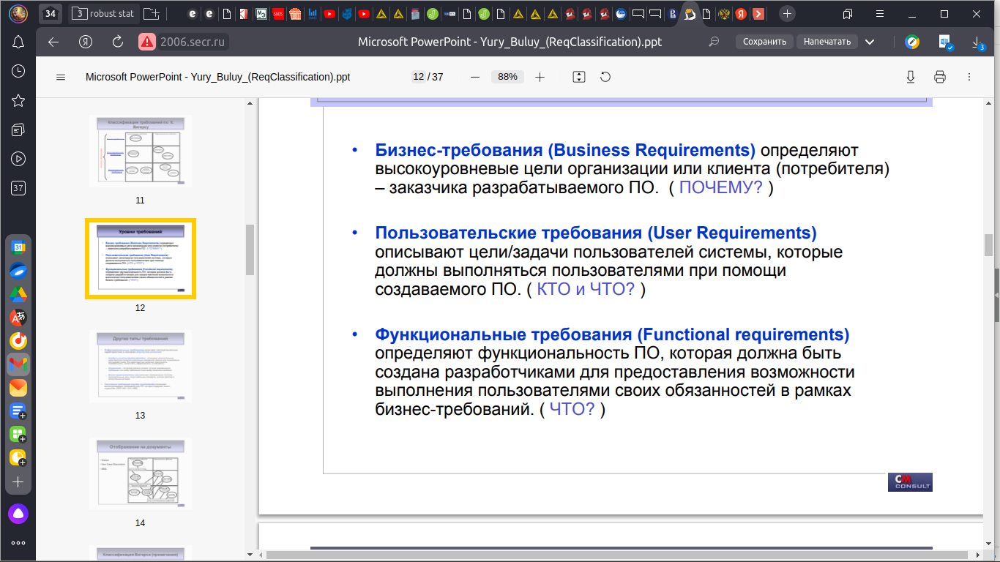 34
3 robust stat
2006.secr.ru
Microsoft PowerPoint - Yury_Buluy_(ReqClassification).ppt
Сохранить
Напечатать
3
Microsoft PowerPoint - Yury_Buluy_(ReqClassification).ppt
12 / 37
88%
37
31
Классификация требований по К.
Вигерсу
11
Уровни требований
12
Другие типы требований
13
Отображение на документы
14
Классификация Вигерса (примечания)
• Бизнес-требования (Business Requirements) определяют
высокоуровневые цели организации или клиента (потребителя)
– заказчика разрабатываемого ПО. ( ПОЧЕМУ? )
• Пользовательские требования (User Requirements)
описывают цели/задачи пользователей системы, которые
должны выполняться пользователями при помощи
создаваемого ПО. ( КТО и ЧТО? )
• Функциональные требования (Functional requirements)
определяют функциональность ПО, которая должна быть
создана разработчиками для предоставления возможности
выполнения пользователями своих обязанностей в рамках
бизнес-требований. ( ЧТО? )
CM
CONSULT